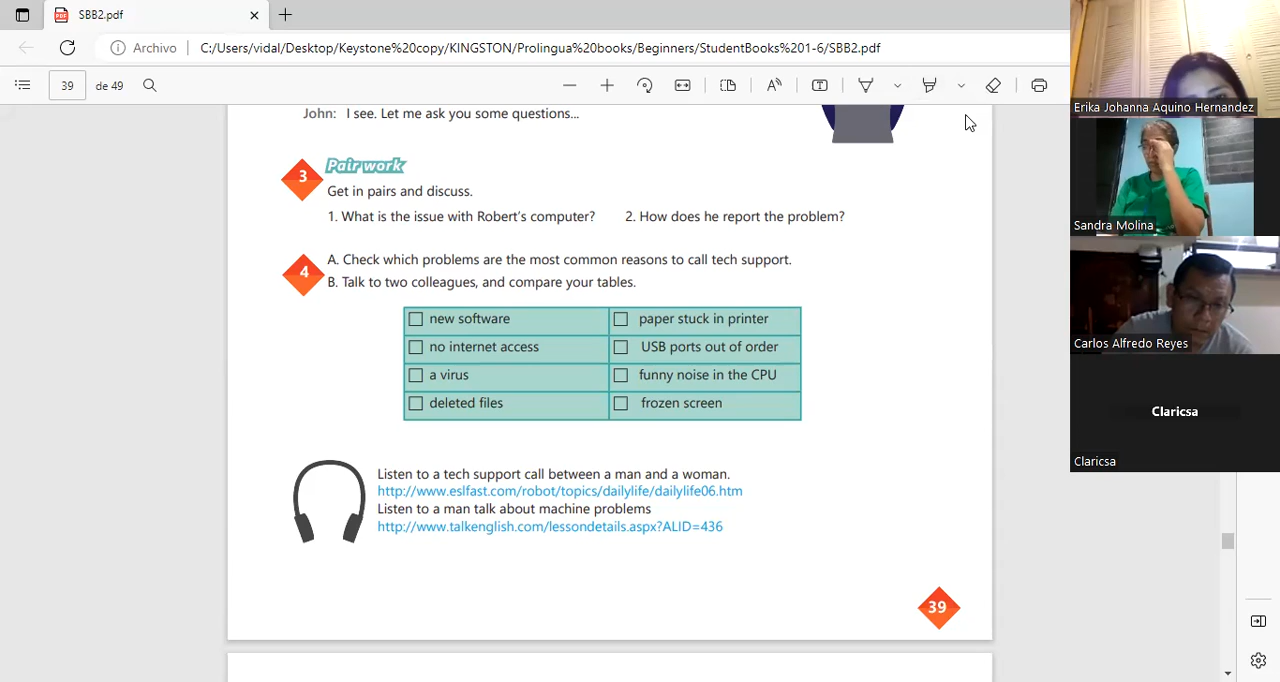 SBB2.pdf
Archivo
C:/Users/vidal/Desktop/Keystone%20copy/KINGSTON/Prolingua%20books/Beginners/StudentBooks%201-6/SBB2.pdf
39 de 49
John: I see. Let me ask you some questions...
3 Pair work
Get in pairs and discuss.
1. What is the issue with Robert's computer? 2. How does he report the problem?
4
A. Check which problems are the most common reasons to call tech support.
B. Talk to two colleagues, and compare your tables.
new software paper stuck in printer
no internet access USB ports out of order
a virus funny noise in the CPU
deleted files frozen screen
Listen to a tech support call between a man and a woman.
http://www.eslfast.com/robot/topics/dailylife/dailylife06.htm
Listen to a man talk about machine problems
http://www.talkenglish.com/lessondetails.aspx?ALID=436
39
Erika Johanna Aquino Hernandez
Sandra Molina
Carlos Alfredo Reyes
Claricsa
Claricsa